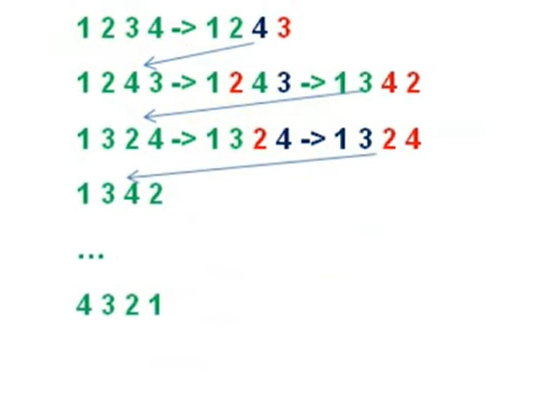 1 2 3 4 -> 1 2 4 3
1 2 4 3 -> 1 2 4 3 -> 1 3 4 2
1 3 2 4 -> 1 3 2 4 -> 1 3 2 4
1 3 4 2
...
4 3 2 1